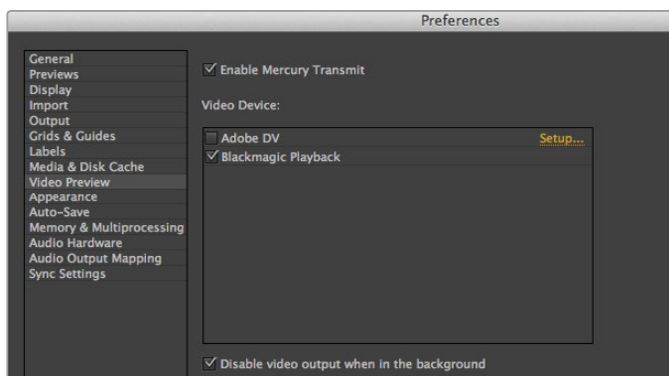 Preferences
General
Previews
Display
Import
Output
Grids & Guides
Labels
Media & Disk Cache
Video Preview
Appearance
Auto-Save
Memory & Multiprocessing
Audio Hardware
Audio Output Mapping
Sync Settings
Enable Mercury Transmit
Video Device:
Adobe DV Setup...
Blackmagic Playback
Disable video output when in the background